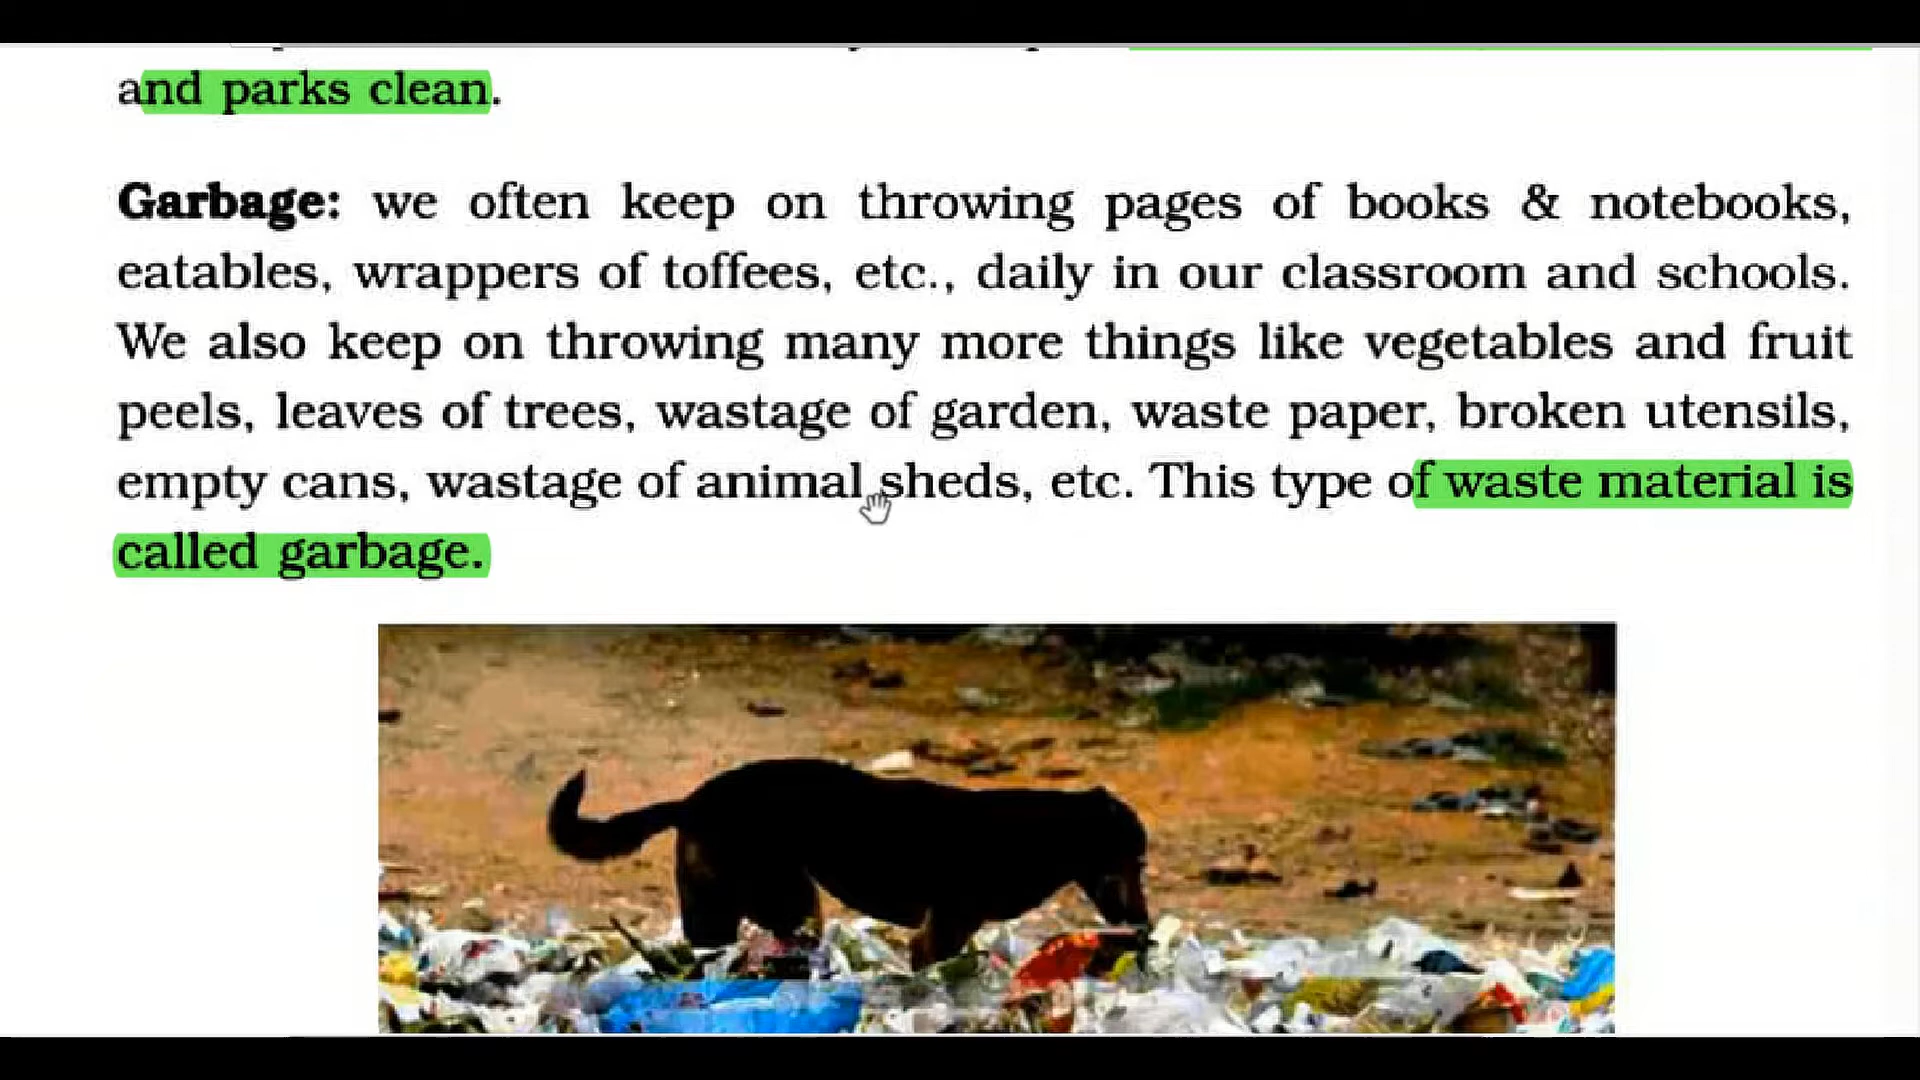 and parks clean.
Garbage: we often keep on throwing pages of books & notebooks,
eatables, wrappers of toffees, etc., daily in our classroom and schools.
We also keep on throwing many more things like vegetables and fruit
peels, leaves of trees, wastage of garden, waste paper, broken utensils,
empty cans, wastage of animal sheds, etc. This type of waste material is
called garbage.